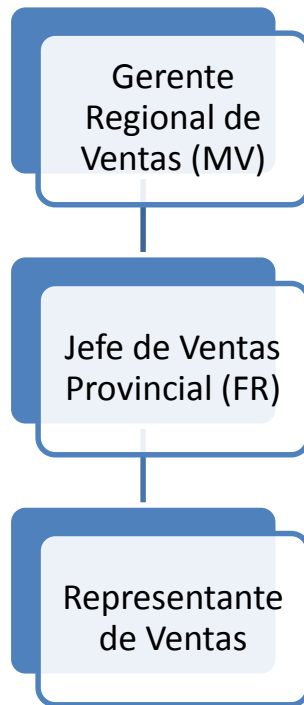 Gerente
Regional de
Ventas (MV)
Jefe de Ventas
Provincial (FR)
Representante
de Ventas